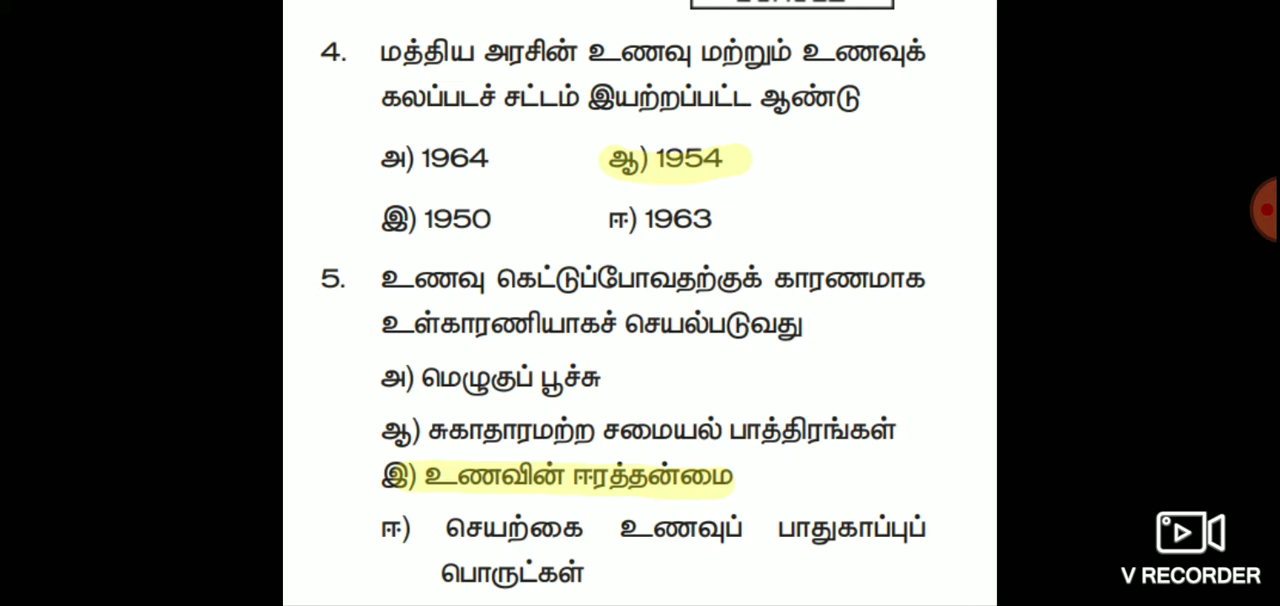 4. மத்திய அரசின் உணவு மற்றும் உணவுக்
கலப்படச் சட்டம் இயற்றப்பட்ட ஆண்டு
அ) 1964 ஆ) 1954
இ) 1950 ஈ) 1963
5. உணவு கெட்டுப்போவதற்குக் காரணமாக
உள்காரணியாகச் செயல்படுவது
அ) மெழுகுப் பூச்சு
ஆ) சுகாதாரமற்ற சமையல் பாத்திரங்கள்
இ) உணவின் ஈரத்தன்மை
ஈ) செயற்கை உணவுப் பாதுகாப்புப்
பொருட்கள்
V RECORDER